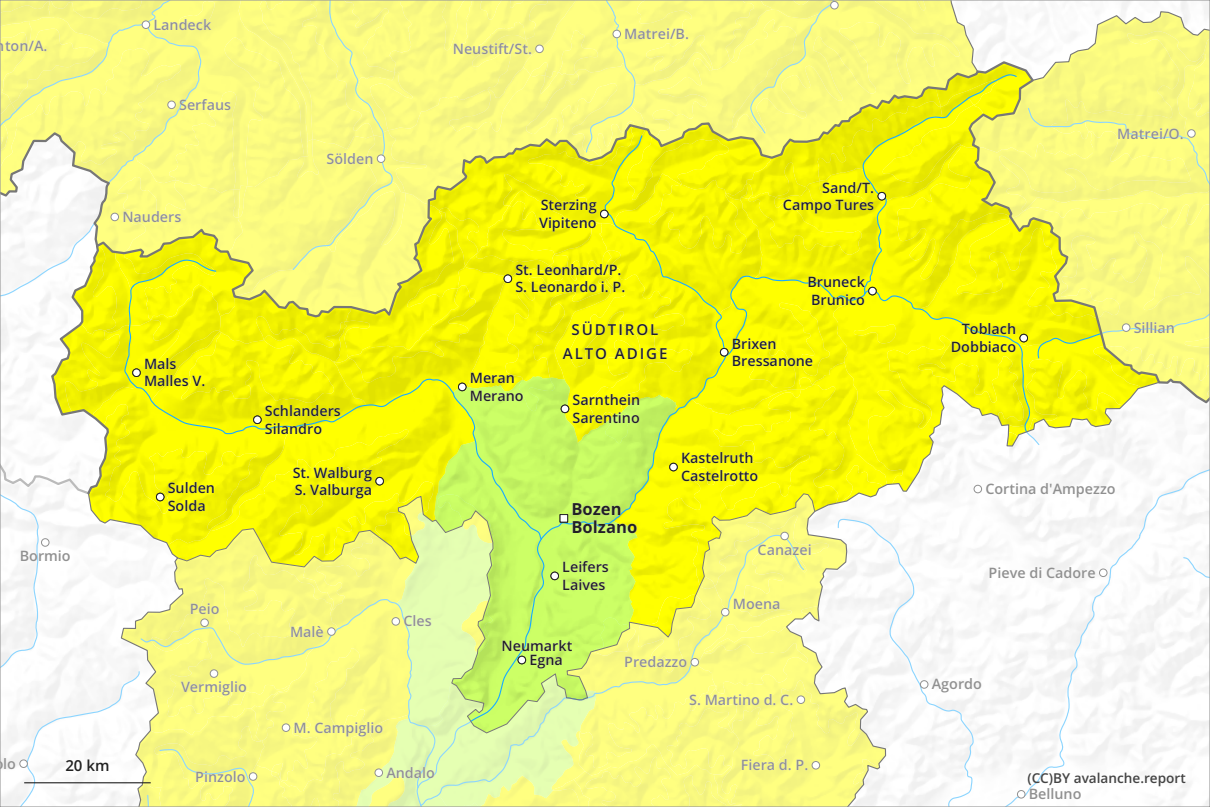 Landeck
nton/A.
Neustift/St.
Matrei/B.
Serfaus
Matrei/O.
Sölden
Nauders
Sand/T.
Campo Tures
Sterzing
Vipiteno
St. Leonhard/P.
S. Leonardo i. P.
Bruneck
Brunico
SÜDTIROL
ALTO ADIGE
Toblach
Dobbiaco
Sillian
Brixen
Bressanone
Mals
Malles V.
Meran
Merano
Sarnthein
Sarentino
Schlanders
Silandro
Kastelruth
Castelrotto
St. Walburg
S. Valburga
Sulden
Solda
Cortina d'Ampezzo
Bozen
Bolzano
Bormio
Canazei
Leifers
Laives
Pieve di Cadore
Peio
Moena
Malè
Cles
Neumarkt
Egna
Predazzo
Vermiglio
Agordo
S. Martino d. C.
M. Campiglio
Fiera d. P.
20 km
lo
Pinzolo
Andalo
(CC)BY avalanche.report
Belluno